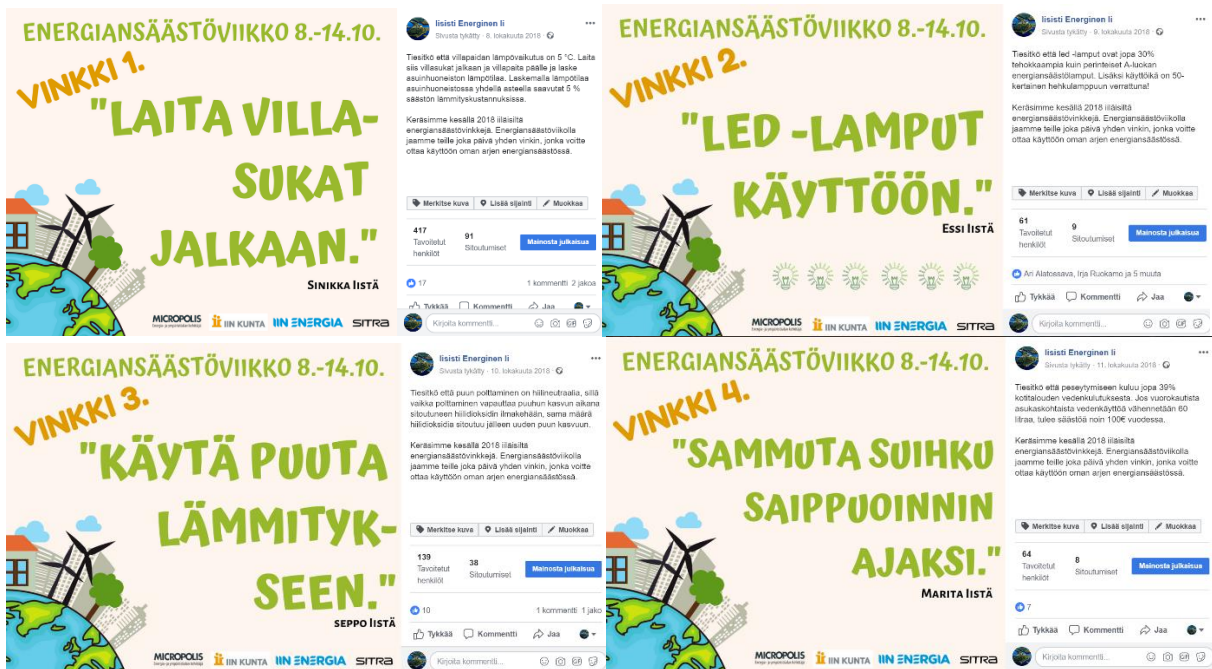 ENERGIANSÄÄSTÖVIIKKO 8.-14.10.
VINKKI 1.
"LAITA VILLA-
SUKAT
JALKAAN."
SINIKKA IISTÄ
MICROPOLIS
IIN KUNTA
IIN ENERGIA
SITRA
Iisisti Energinen Ii
Sivusta tykätty · 8. lokakuuta 2018 ·
Tiesitkö että villapaidan lämpövaikutus on 5 °C. Laita
siis villasukat jalkaan ja villapaita päälle ja laske
asuinhuoneiston lämpötilaa. Laskemalla lämpötilaa
asuinhuoneistossa yhdellä asteella saavutat 5 %
säästön lämmityskustannuksissa.
Keräsimme kesällä 2018 iiläisiltä
energiansäästövinkkejä. Energiansäästöviikolla
jaamme teille joka päivä yhden vinkin, jonka voitte
ottaa käyttöön oman arjen energiansäästössä.
Merkitse kuva
Lisää sijainti
Muokkaa
417
Tavoitetut
henkilöt
91
Sitoutumiset
Mainosta julkaisua
17
1 kommentti 2 jakoa
Tykkää
Kommentti
Jaa
Kirjoita kommentti...
ENERGIANSÄÄSTÖVIIKKO 8.-14.10.
VINKKI 2.
"LED -LAMPUT
KÄYTTÖÖN."
ESSI IISTÄ
MICROPOLIS
IIN KUNTA
IIN ENERGIA
SITRA
Iisisti Energinen Ii
Sivusta tykätty · 9. lokakuuta 2018 ·
Tiesitkö että led -lamput ovat jopa 30%
tehokkaampia kuin perinteiset A-luokan
energiansäästölamput. Lisäksi käyttöikä on 50-
kertainen hehkulamppuun verrattuna!
Keräsimme kesällä 2018 iiläisiltä
energiansäästövinkkejä. Energiansäästöviikolla
jaamme teille joka päivä yhden vinkin, jonka voitte
ottaa käyttöön oman arjen energiansäästössä.
Merkitse kuva
Lisää sijainti
Muokkaa
61
Tavoitetut
henkilöt
9
Sitoutumiset
Mainosta julkaisua
Ari Alatossava, Irja Ruokamo ja 5 muuta
Tykkää
Kommentti
Jaa
Kirjoita kommentti...
ENERGIANSÄÄSTÖVIIKKO 8.-14.10.
VINKKI 3.
"KÄYTÄ PUUTA
LÄMMITYK-
SEEN."
SEPPO IISTÄ
MICROPOLIS
IIN KUNTA
IIN ENERGIA
SITRA
Iisisti Energinen Ii
Sivusta tykätty · 10. lokakuuta 2018 ·
Tiesitkö että puun polttaminen on hiilineutraalia, sillä
vaikka polttaminen vapauttaa puuhun kasvun aikana
sitoutuneen hiilidioksidin ilmakehään, sama määrä
hiilidioksidia sitoutuu jälleen uuden puun kasvuun.
Keräsimme kesällä 2018 iiläisiltä
energiansäästövinkkejä. Energiansäästöviikolla
jaamme teille joka päivä yhden vinkin, jonka voitte
ottaa käyttöön oman arjen energiansäästössä.
Merkitse kuva
Lisää sijainti
Muokkaa
139
Tavoitetut
henkilöt
38
Sitoutumiset
Mainosta julkaisua
10
1 kommentti 1 jako
Tykkää
Kommentti
Jaa
Kirjoita kommentti...
ENERGIANSÄÄSTÖVIIKKO 8.-14.10.
VINKKI 4.
"SAMMUTA SUIHKU
SAIPPUOINNIN
AJAKSI."
MARITA IISTÄ
MICROPOLIS
IIN KUNTA
IIN ENERGIA
SITRA
Iisisti Energinen Ii
Sivusta tykätty · 11. lokakuuta 2018 ·
Tiesitkö että peseytymiseen kuluu jopa 39%
kotitalouden vedenkulutuksesta. Jos vuorokautista
asukaskohtaista vedenkäyttöä vähennetään 60
litraa, tulee säästöä noin 100€ vuodessa.
Keräsimme kesällä 2018 iiläisiltä
energiansäästövinkkejä. Energiansäästöviikolla
jaamme teille joka päivä yhden vinkin, jonka voitte
ottaa käyttöön oman arjen energiansäästössä.
Merkitse kuva
Lisää sijainti
Muokkaa
64
Tavoitetut
henkilöt
8
Sitoutumiset
Mainosta julkaisua
7
Tykkää
Kommentti
Jaa
Kirjoita kommentti...